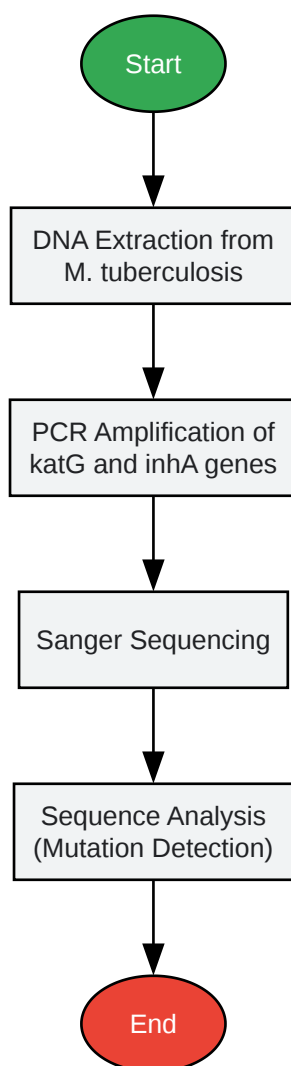 Start
DNA Extraction from
M. tuberculosis
PCR Amplification of
katG and inhA genes
Sanger Sequencing
Sequence Analysis
(Mutation Detection)
End